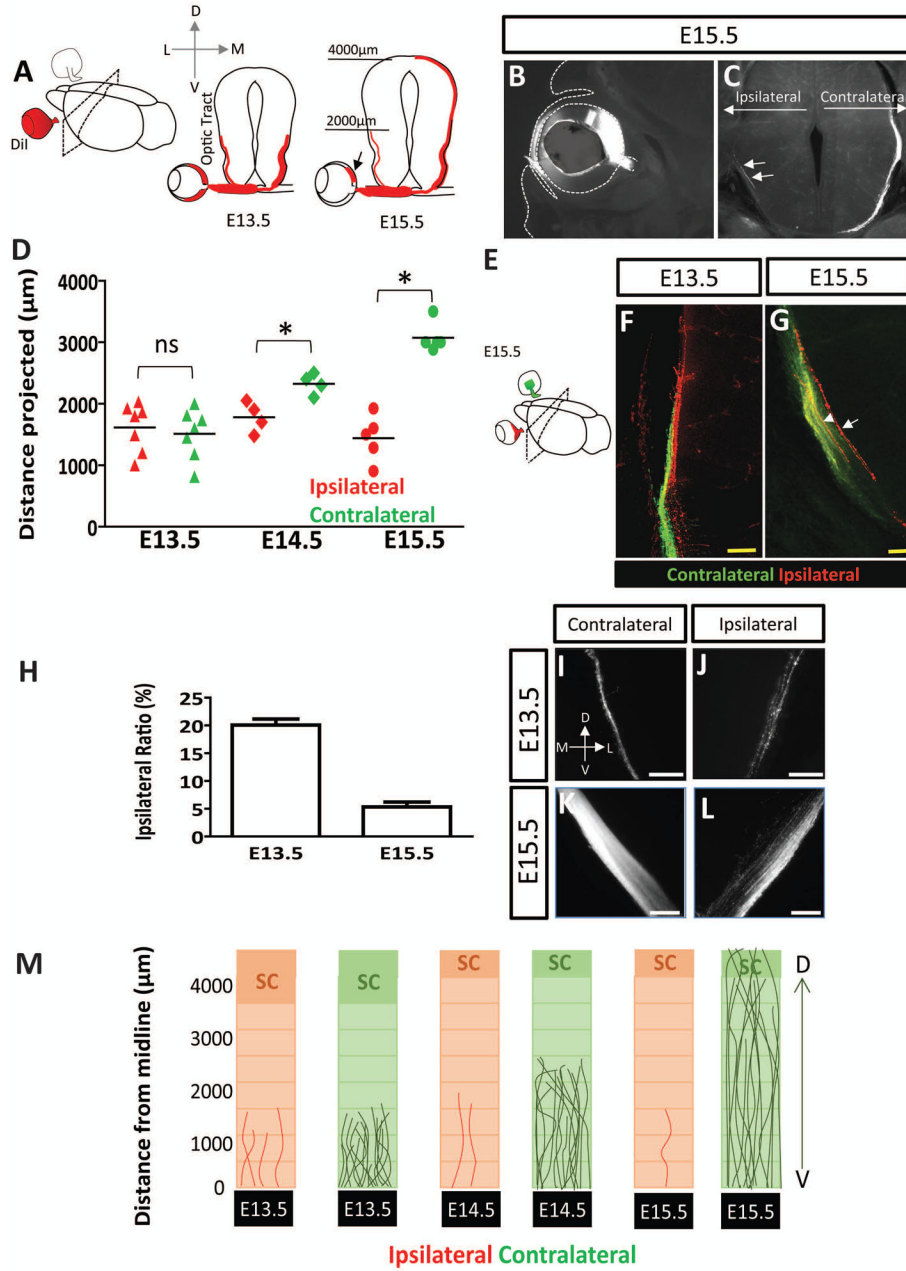 E15.5
A
D
L
M
V
DiI
Optic Tract
E13.5
4000µm
2000µm
E15.5
B
C
Ipsilateral
Contralateral
D
Distance projected (µm)
4000
3000
2000
1000
0
ns
*
*
Ipsilateral
Contralateral
E13.5
E14.5
E15.5
E
E15.5
E13.5
E15.5
F
G
Contralateral Ipsilateral
H
Ipsilateral Ratio (%)
25
20
15
10
5
0
E13.5
E15.5
Contralateral
Ipsilateral
E13.5
I
D
M
L
V
J
E15.5
K
L
M
Distance from midline (µm)
4000
3000
2000
1000
0
SC
SC
SC
SC
SC
SC
D
V
E13.5
E13.5
E14.5
E14.5
E15.5
E15.5
Ipsilateral Contralateral